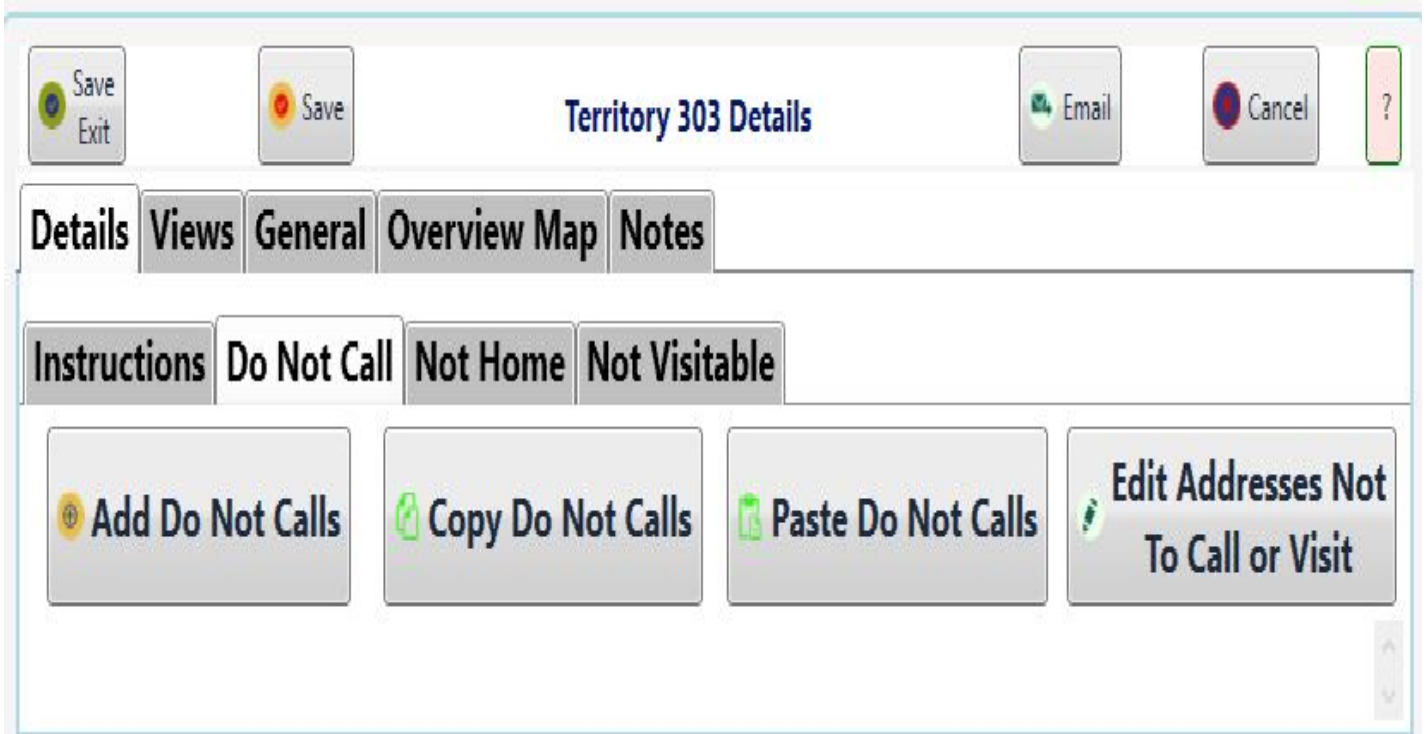 Save
Exit
Save
Territory 303 Details
Email
Cancel
?
Details Views General Overview Map Notes
Instructions Do Not Call Not Home Not Visitable
Add Do Not Calls
Copy Do Not Calls
Paste Do Not Calls
Edit Addresses Not
To Call or Visit